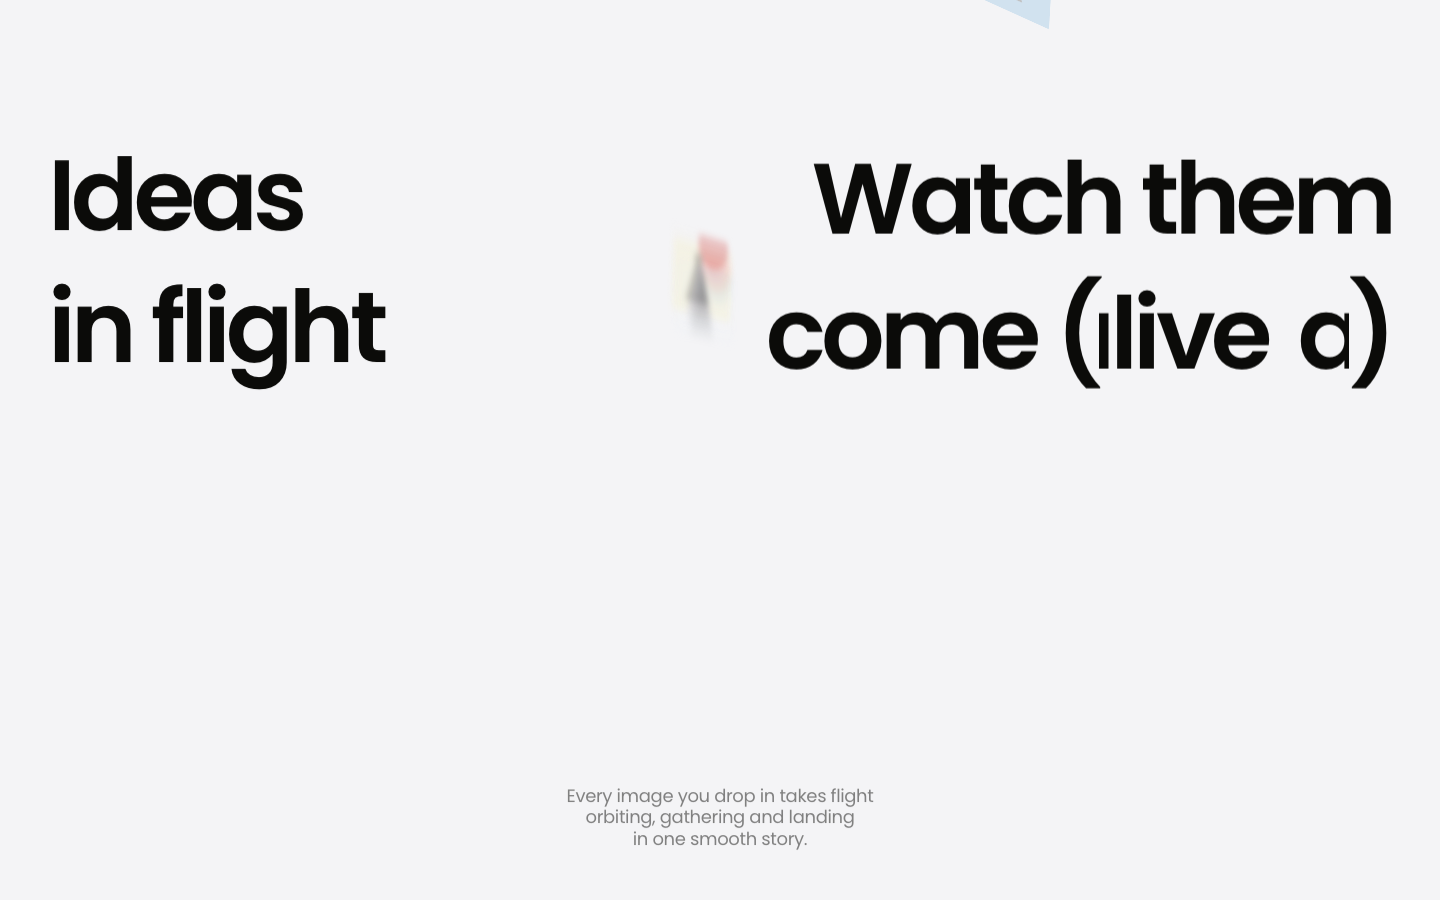 Ideas
in flight
Watch them
come (live a)
Every image you drop in takes flight
orbiting, gathering and landing
in one smooth story.